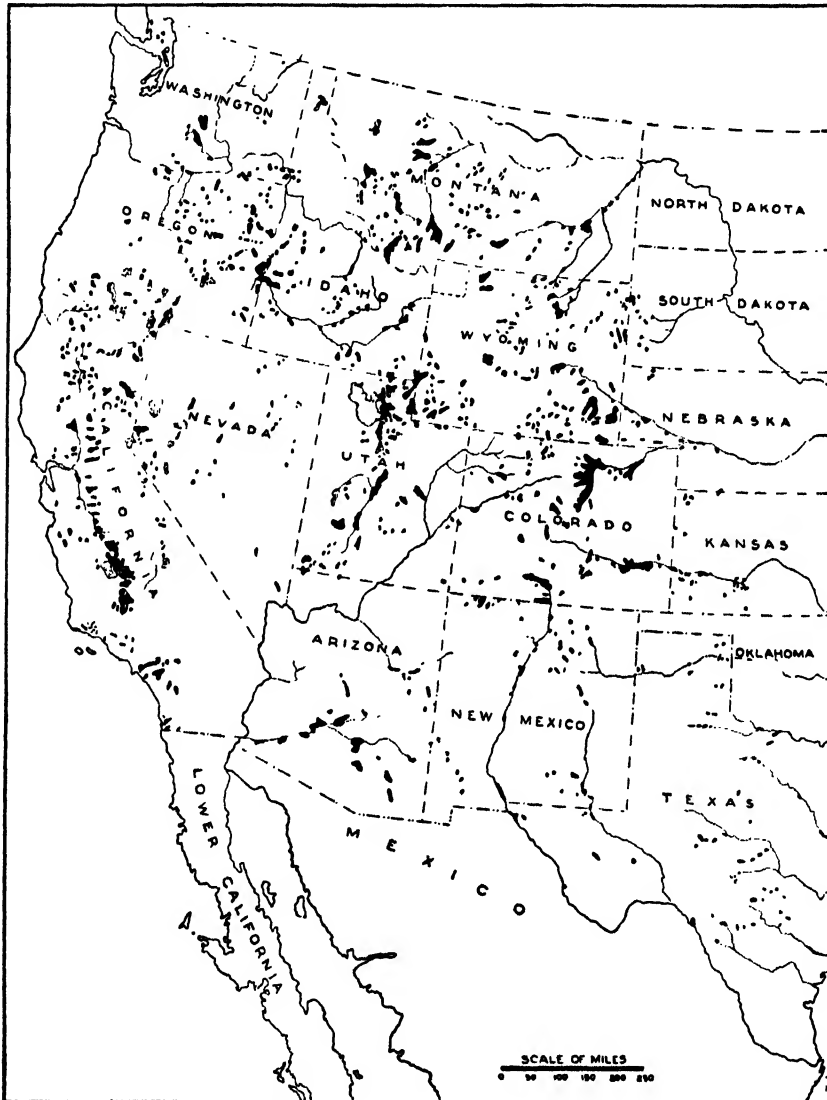 WASHINGTON
MONTANA
NORTH DAKOTA
OREGON
IDAHO
SOUTH DAKOTA
WYOMING
NEBRASKA
NEVADA
UTAH
CALIFORNIA
COLORADO
KANSAS
ARIZONA
OKLAHOMA
NEW MEXICO
TEXAS
LOWER CALIFORNIA
MEXICO
SCALE OF MILES
0 50 100 150 200 250